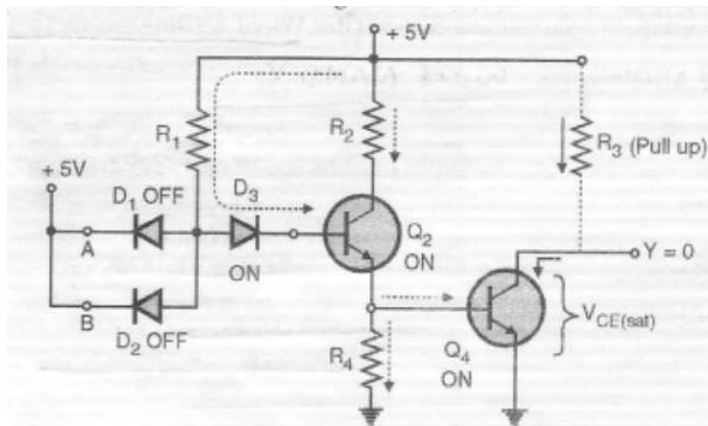 + 5V
R1
R2
R3 (Pull up)
+ 5V
D1 OFF
D3
A
ON
Q2
ON
Y = 0
B
D2 OFF
VCE(sat)
R4
Q4
ON